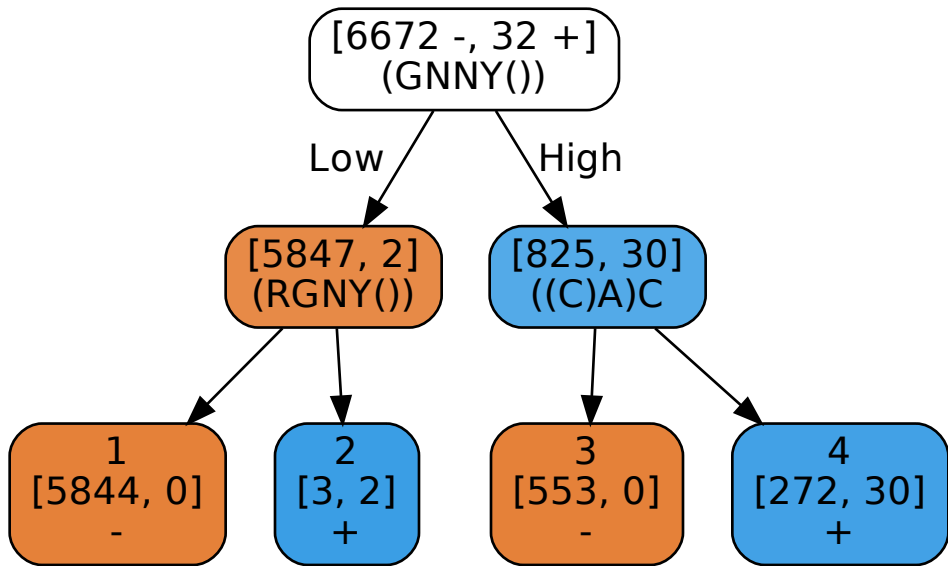 [6672 -, 32 +]
(GNNY())
Low
High
[5847, 2]
(RGNY())
[825, 30]
((C)A)C
1
[5844, 0]
-
2
[3, 2]
+
3
[553, 0]
-
4
[272, 30]
+